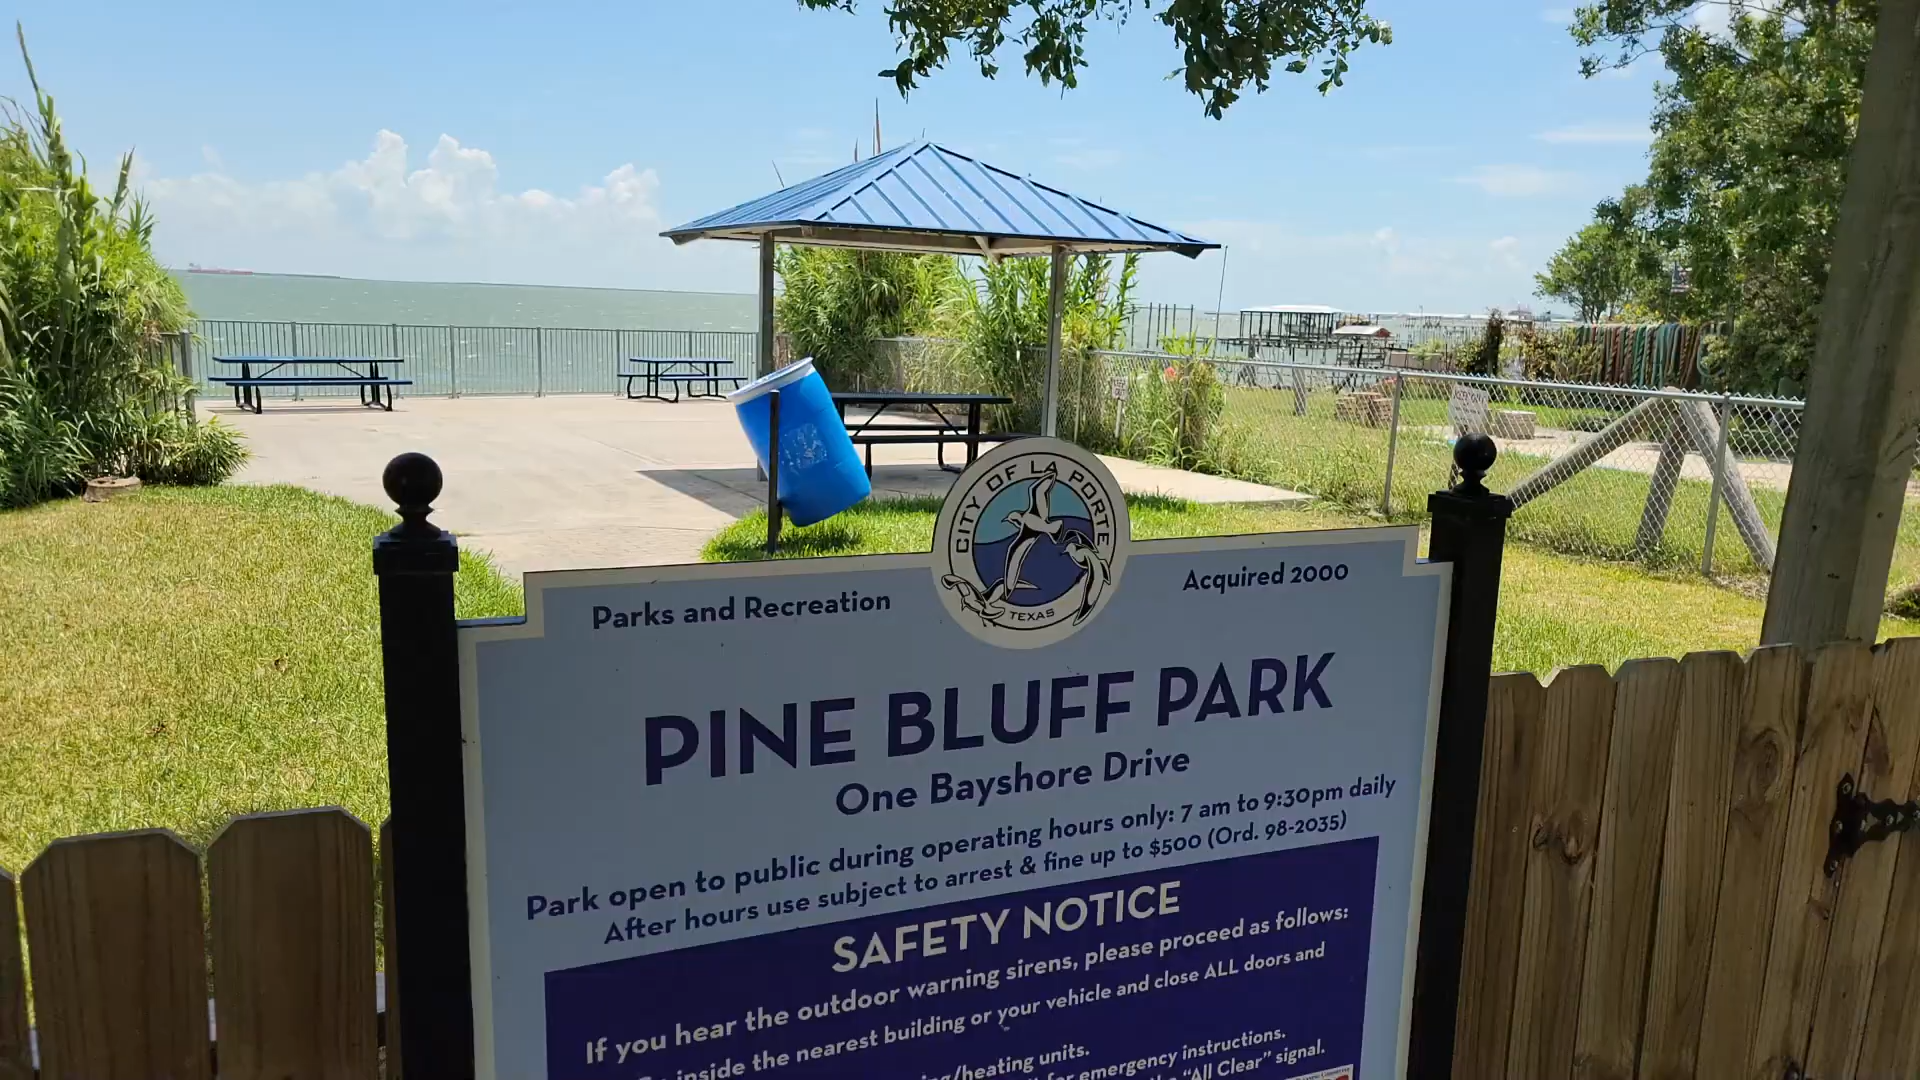 CITY OF LA PORTE
TEXAS
Parks and Recreation
Acquired 2000
PINE BLUFF PARK
One Bayshore Drive
Park open to public during operating hours only: 7 am to 9:30pm daily
After hours use subject to arrest & fine up to $500 (Ord. 98-2035)
SAFETY NOTICE
If you hear the outdoor warning sirens, please proceed as follows:
inside the nearest building or your vehicle and close ALL doors and
/heating units.
for emergency instructions.
"All Clear" signal.